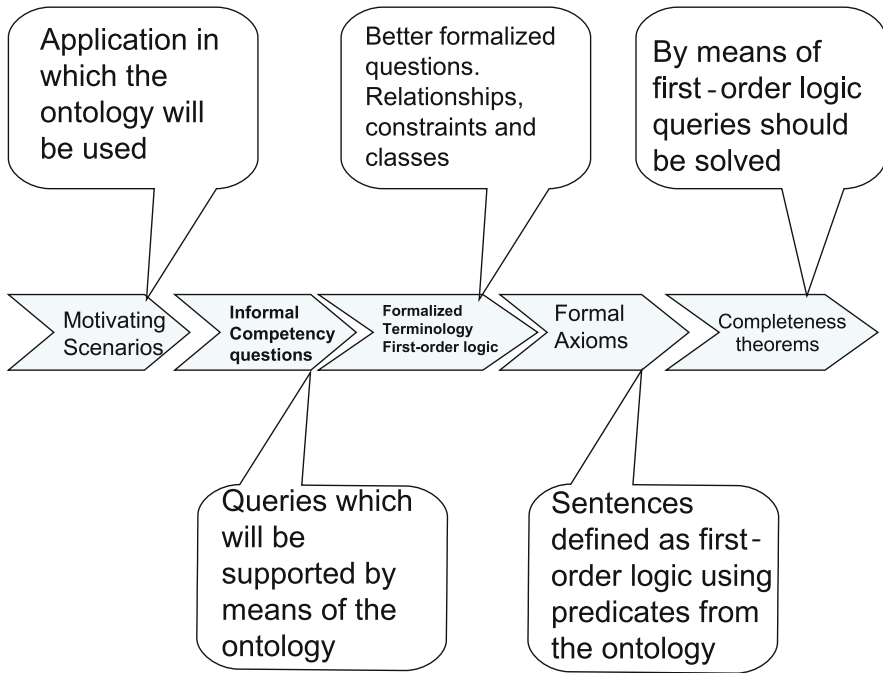 Application in
which the
ontology will
be used
Better formalized
questions.
Relationships,
constraints and
classes
By means of
first-order logic
queries should
be solved
Motivating
Scenarios
Informal
Competency
questions
Formalized
Terminology
First-order logic
Formal
Axioms
Completeness
theorems
Queries which
will be
supported by
means of the
ontology
Sentences
defined as first-
order logic using
predicates from
the ontology